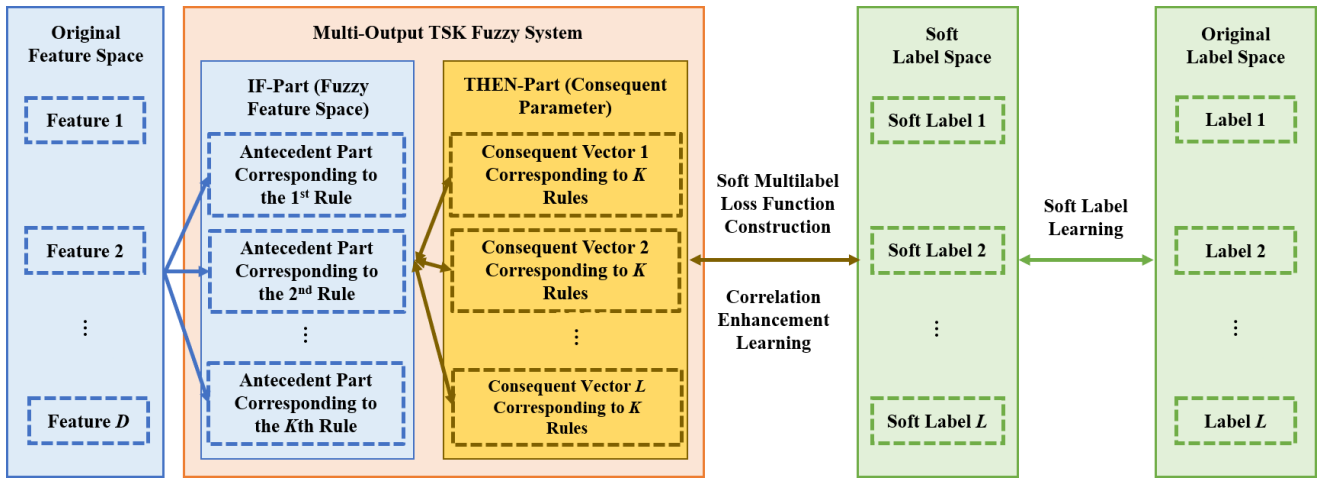 Original
Feature Space
Feature 1
Feature 2
⋮
Feature D
Multi-Output TSK Fuzzy System
IF-Part (Fuzzy
Feature Space)
Antecedent Part
Corresponding to
the 1st Rule
Antecedent Part
Corresponding to
the 2nd Rule
⋮
Antecedent Part
Corresponding to
the Kth Rule
THEN-Part (Consequent
Parameter)
Consequent Vector 1
Corresponding to K
Rules
Consequent Vector 2
Corresponding to K
Rules
⋮
Consequent Vector L
Corresponding to K
Rules
Soft Multilabel
Loss Function
Construction
Correlation
Enhancement
Learning
Soft
Label Space
Soft Label 1
Soft Label 2
⋮
Soft Label L
Soft Label
Learning
Original
Label Space
Label 1
Label 2
⋮
Label L